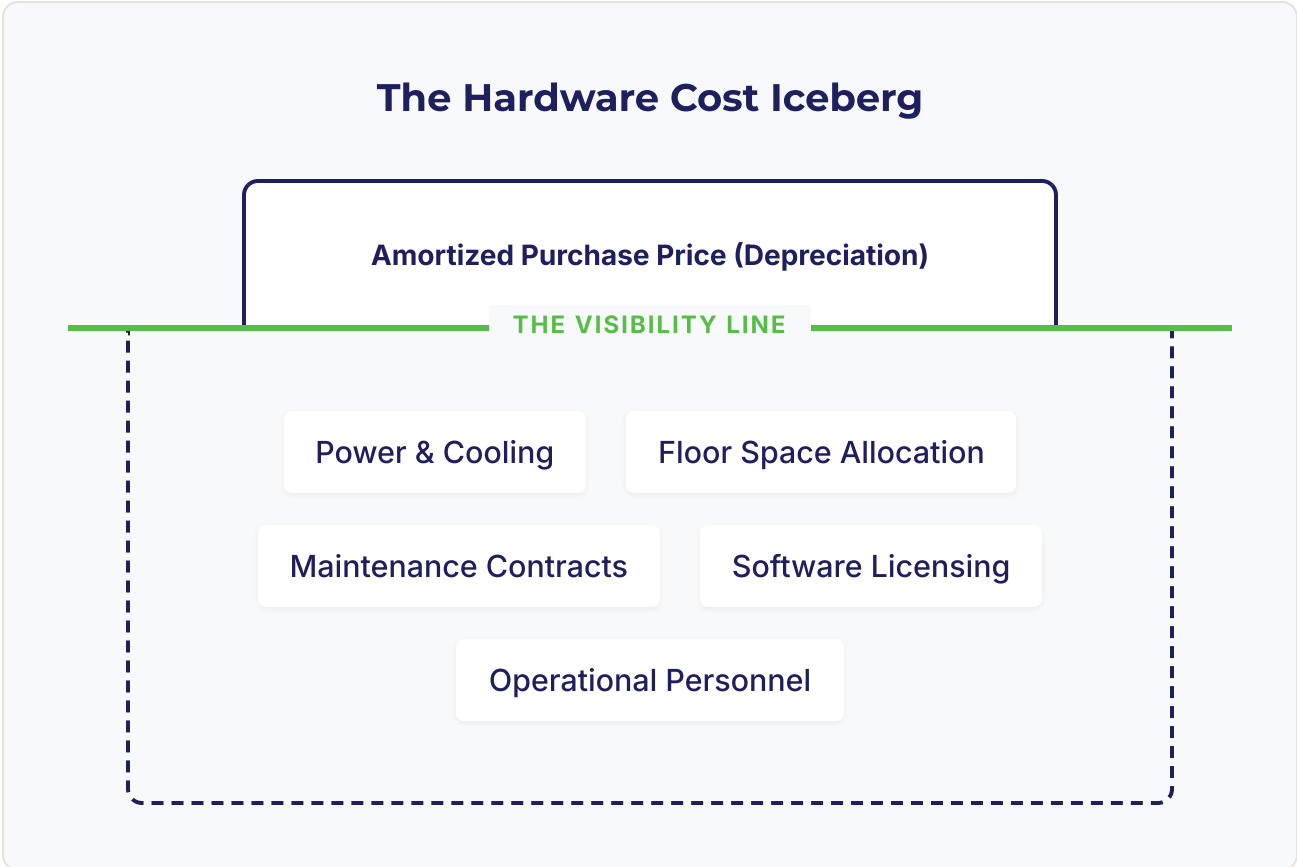 The Hardware Cost Iceberg
Amortized Purchase Price (Depreciation)
THE VISIBILITY LINE
Power & Cooling
Floor Space Allocation
Maintenance Contracts
Software Licensing
Operational Personnel